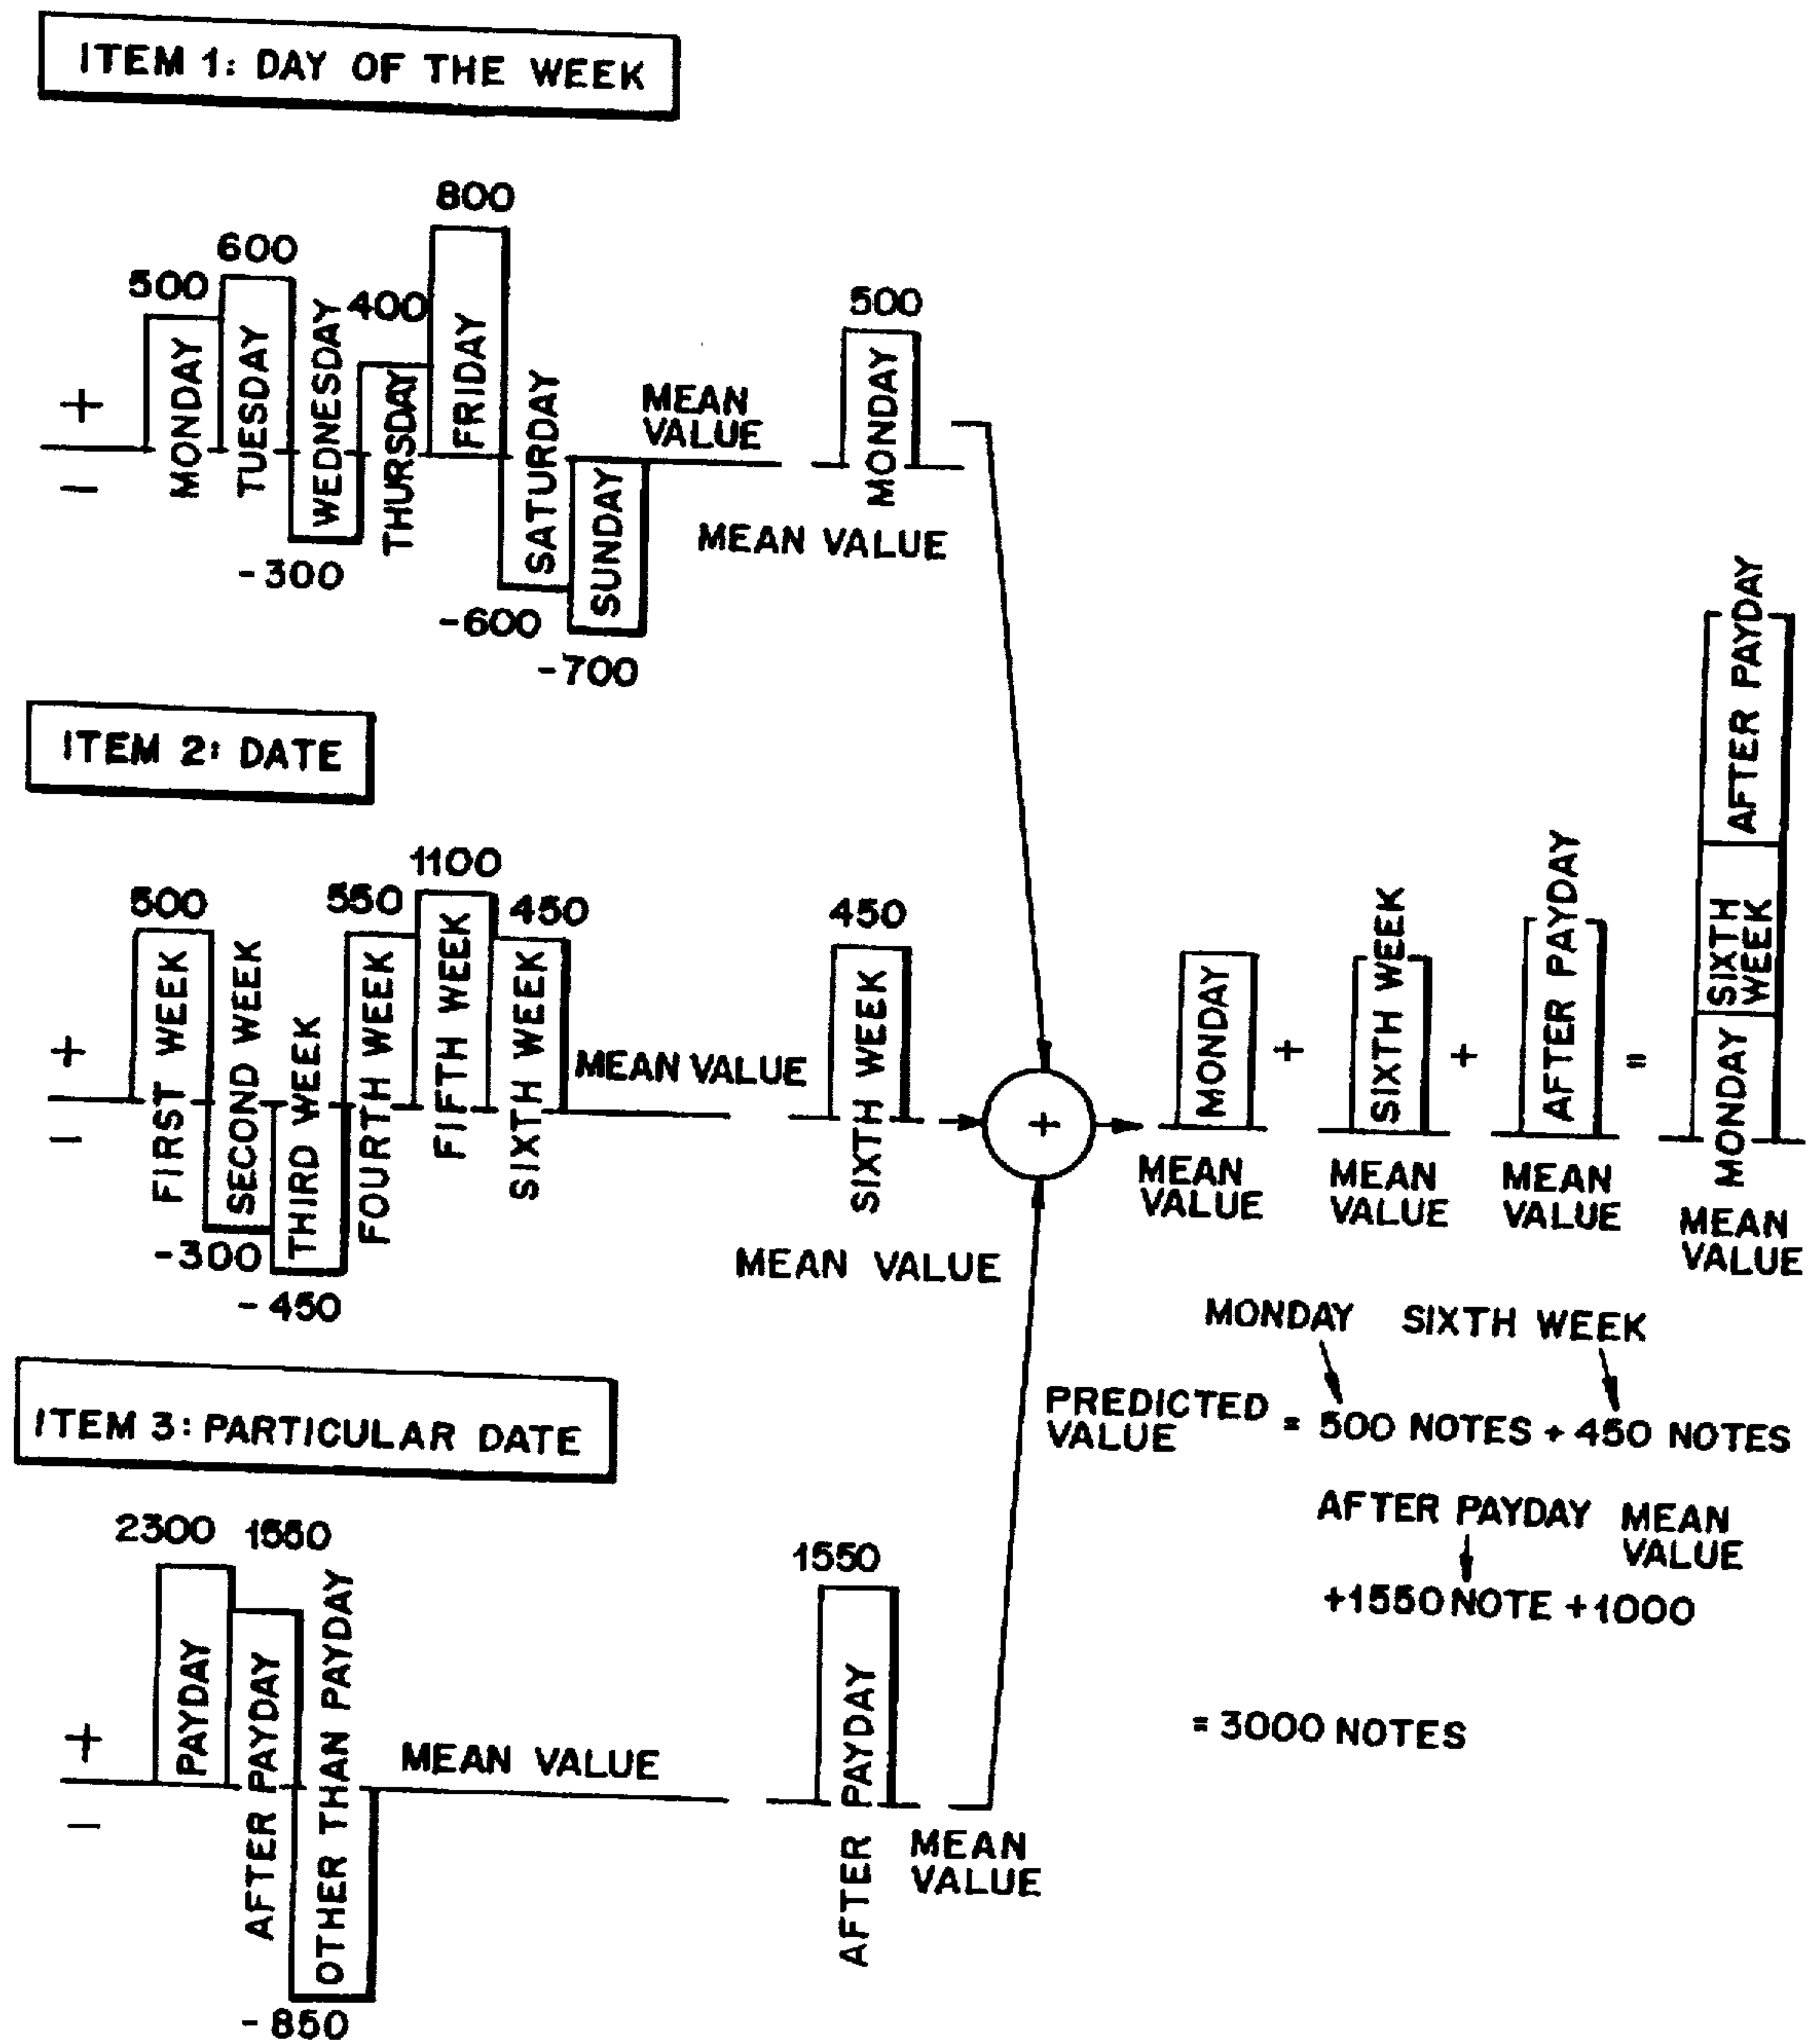 ITEM 1: DAY OF THE WEEK
500
600
-300
400
800
-600
-700
+
-
MONDAY
TUESDAY
WEDNESDAY
THURSDAY
FRIDAY
SATURDAY
SUNDAY
MEAN
VALUE
500
MONDAY
MEAN VALUE
ITEM 2: DATE
500
-300
-450
550
1100
450
+
-
FIRST WEEK
SECOND WEEK
THIRD WEEK
FOURTH WEEK
FIFTH WEEK
SIXTH WEEK
MEAN VALUE
450
SIXTH WEEK
MEAN VALUE
ITEM 3: PARTICULAR DATE
2300
1550
-850
+
-
PAYDAY
AFTER PAYDAY
OTHER THAN PAYDAY
MEAN VALUE
1550
AFTER PAYDAY
MEAN
VALUE
+
MONDAY
MEAN
VALUE
+
SIXTH WEEK
MEAN
VALUE
+
AFTER PAYDAY
MEAN
VALUE
=
AFTER PAYDAY
SIXTH
WEEK
MONDAY
MEAN
VALUE
MONDAY SIXTH WEEK
PREDICTED
VALUE
= 500 NOTES + 450 NOTES
AFTER PAYDAY
MEAN
VALUE
+1550 NOTE +1000
= 3000 NOTES